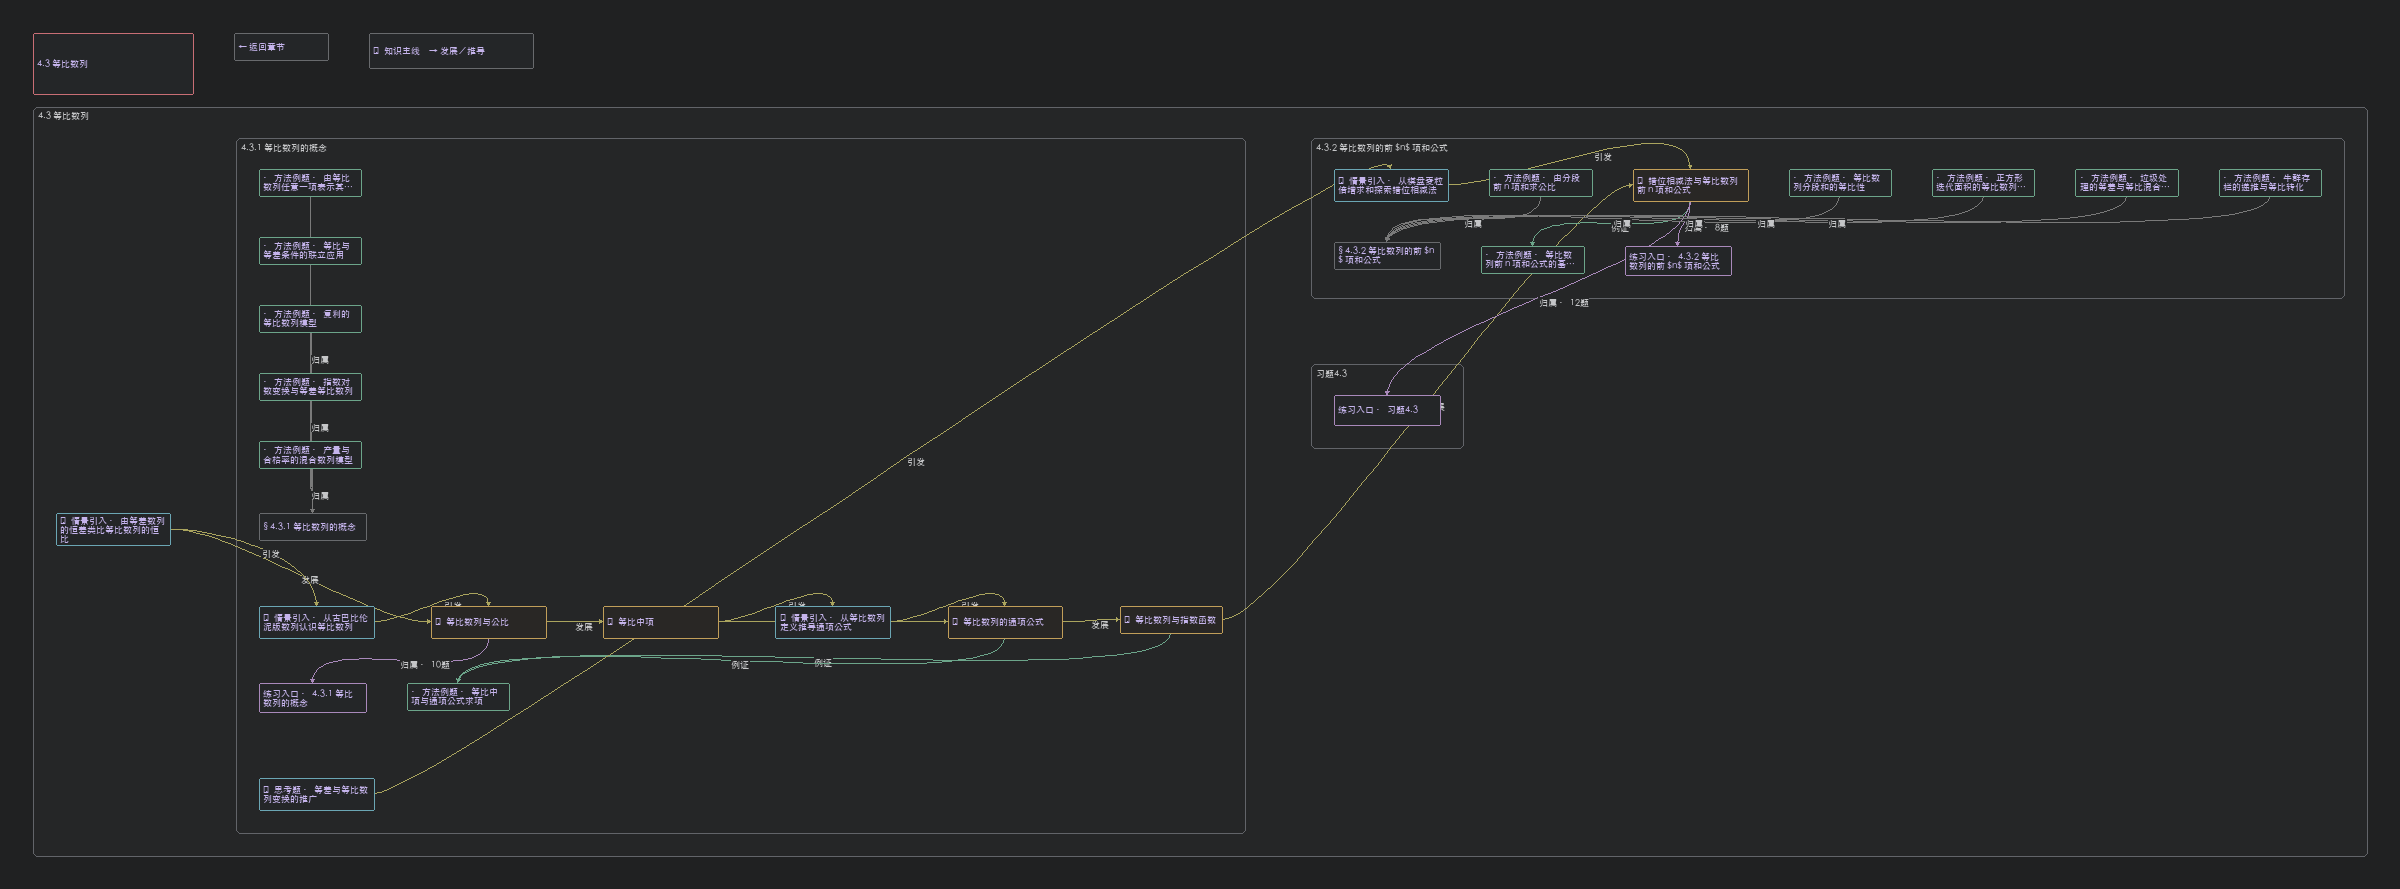 4.3 等比数列
← 返回章节
知识主线 → 发展／推导
4.3 等比数列
4.3.1 等比数列的概念
· 方法例题 · 由等比
数列任意一项表示其…
· 方法例题 · 等比与
等差条件的联立应用
· 方法例题 · 复利的
等比数列模型
归属
· 方法例题 · 指数对
数变换与等差等比数列
归属
· 方法例题 · 产量与
合格率的混合数列模型
归属
§ 4.3.1 等比数列的概念
情景引入 · 由等差数列
的恒差类比等比数列的恒
比
引发
发展
情景引入 · 从古巴比伦
泥版数列认识等比数列
引发
等比数列与公比
发展
等比中项
引发
情景引入 · 从等比数列
定义推导通项公式
引发
等比数列的通项公式
发展
等比数列与指数函数
归属 · 10题
例证
例证
练习入口 · 4.3.1 等比
数列的概念
· 方法例题 · 等比中
项与通项公式求项
思考题 · 等差与等比数
列变换的推广
引发
4.3.2 等比数列的前 $n$ 项和公式
引发
情景引入 · 从棋盘麦粒
倍增求和探索错位相减法
· 方法例题 · 由分段
前 n 项和求公比
错位相减法与等比数列
前 n 项和公式
· 方法例题 · 等比数
列分段和的等比性
· 方法例题 · 正方形
迭代面积的等比数列…
· 方法例题 · 垃圾处
理的等差与等比混合…
· 方法例题 · 牛群存
栏的递推与等比转化
归属
归属
归属
归属
归属
例证
归属 · 8题
§ 4.3.2 等比数列的前 $n
$ 项和公式
· 方法例题 · 等比数
列前 n 项和公式的基…
练习入口 · 4.3.2 等比
数列的前 $n$ 项和公式
归属 · 12题
习题4.3
练习入口 · 习题4.3